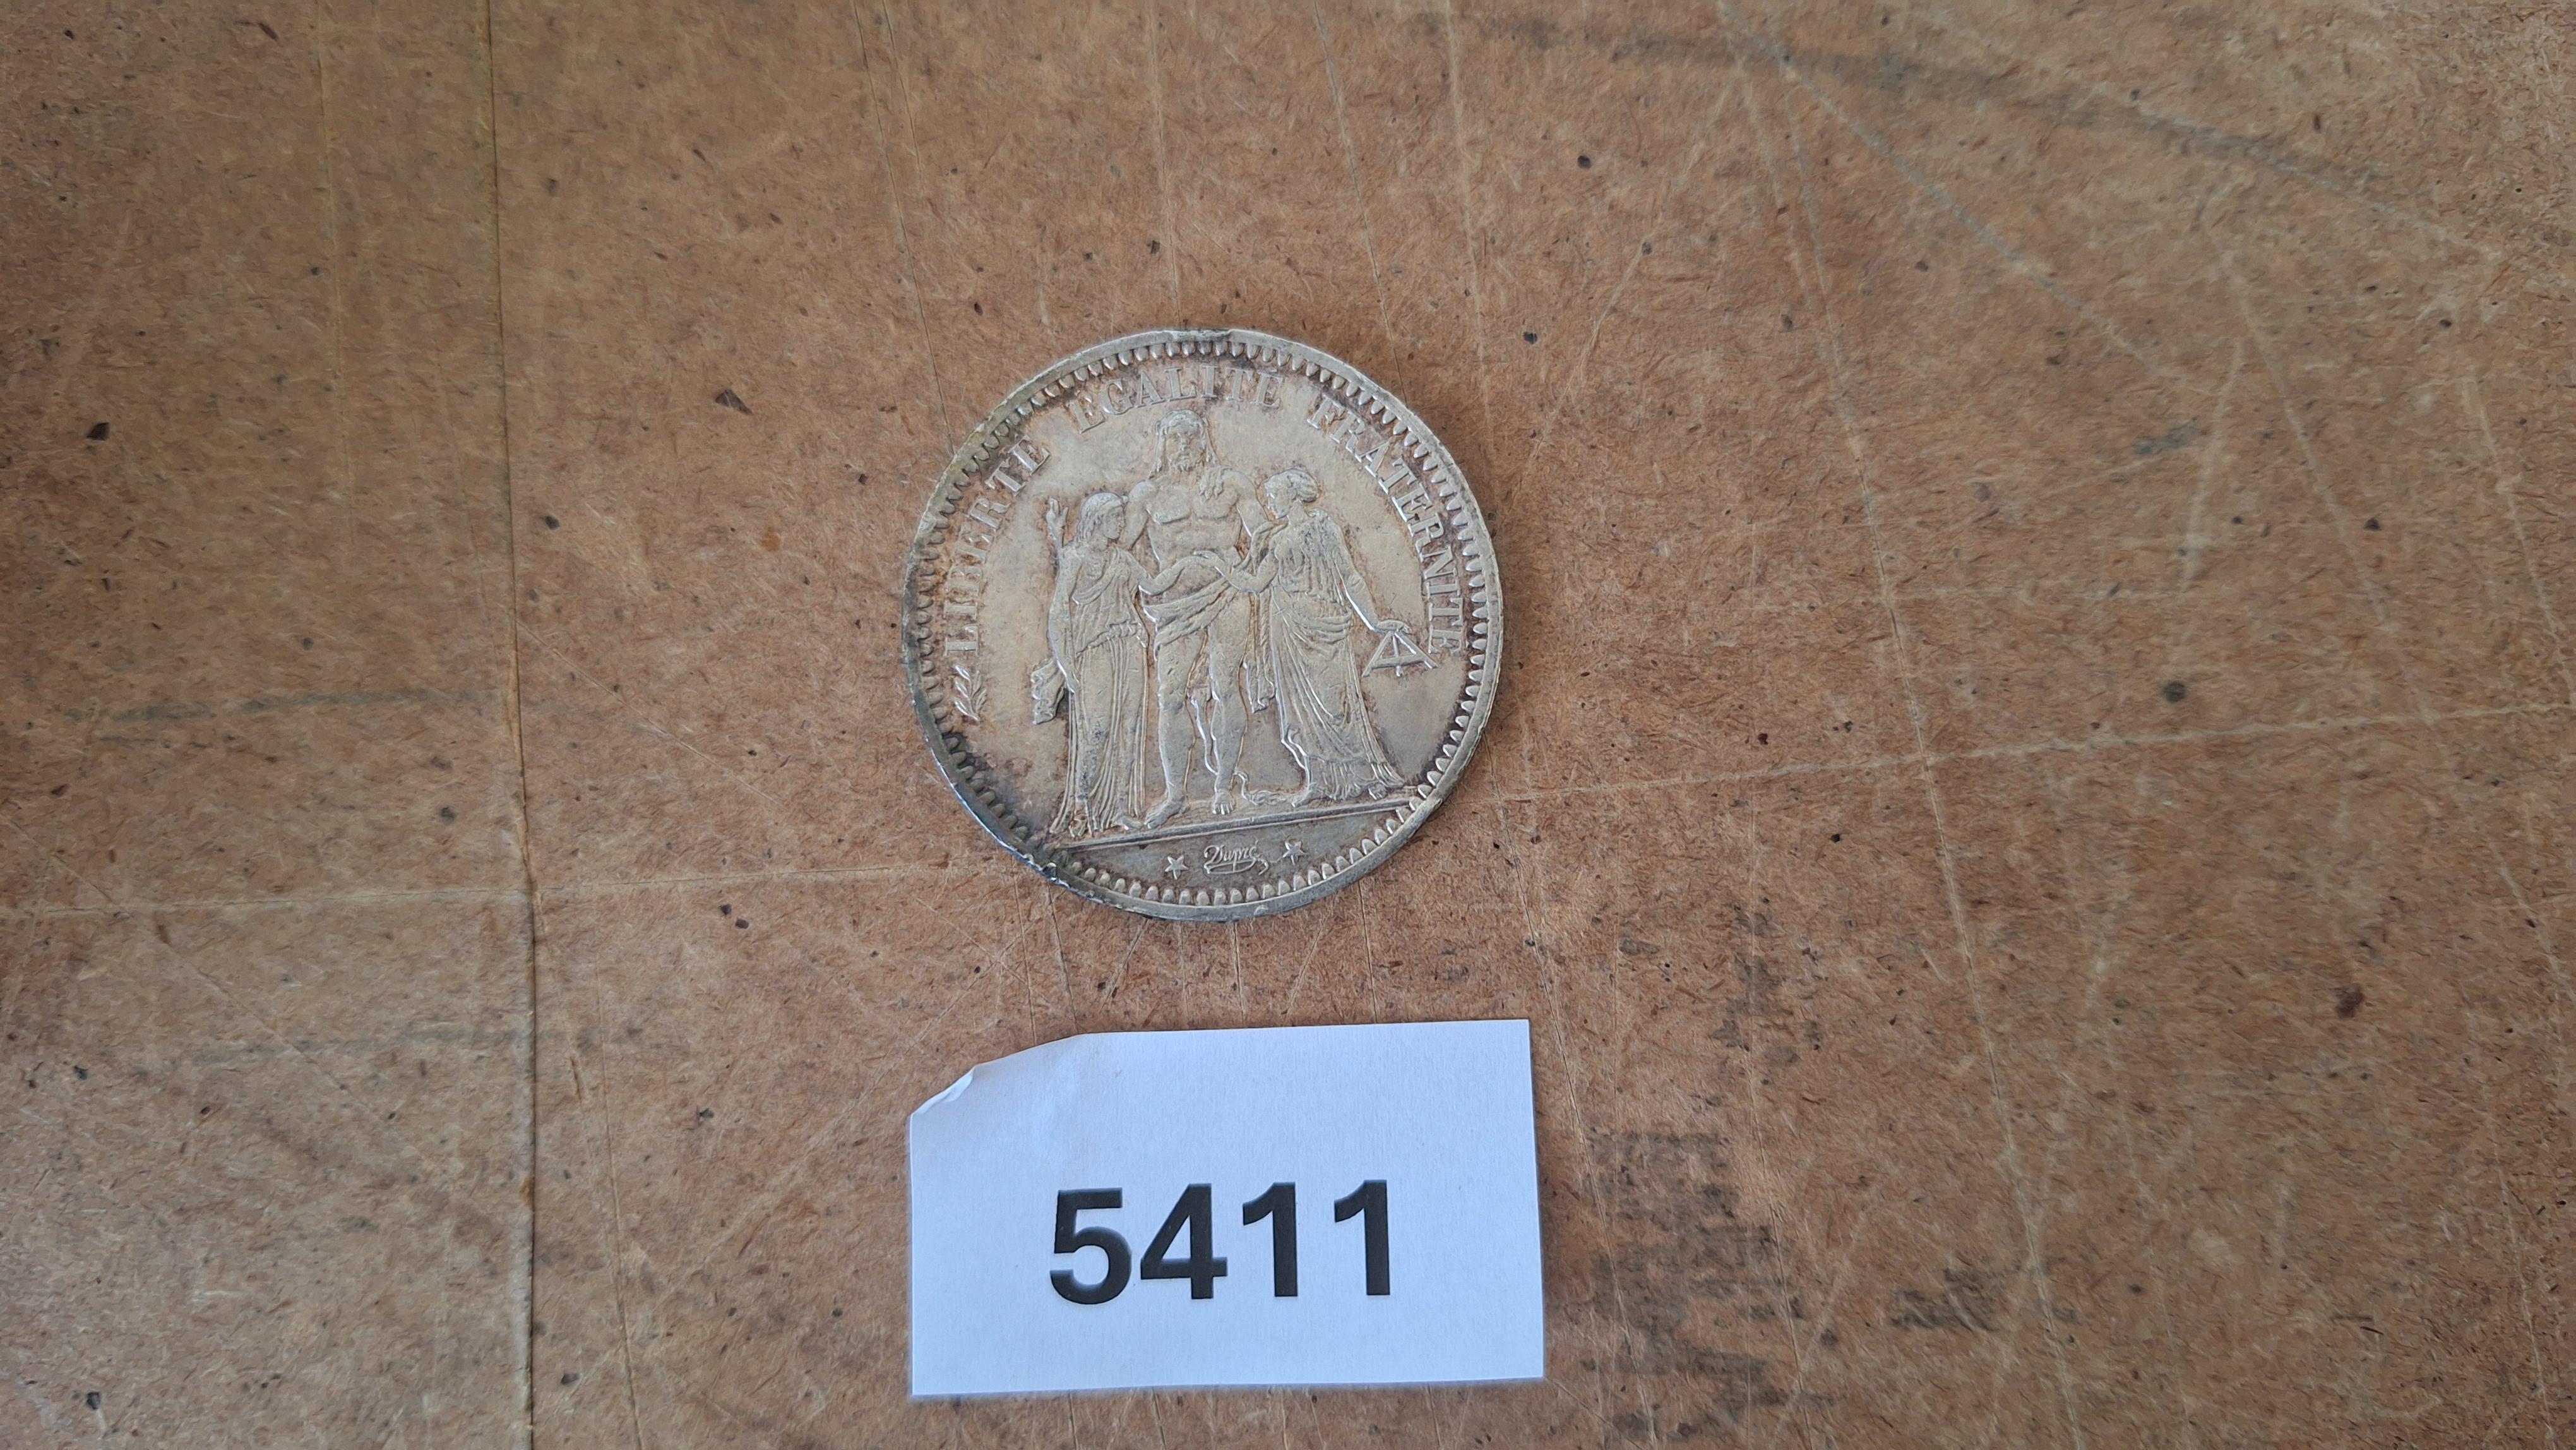 LIBERTE EGALITE FRATERNITE
Dupré
5411